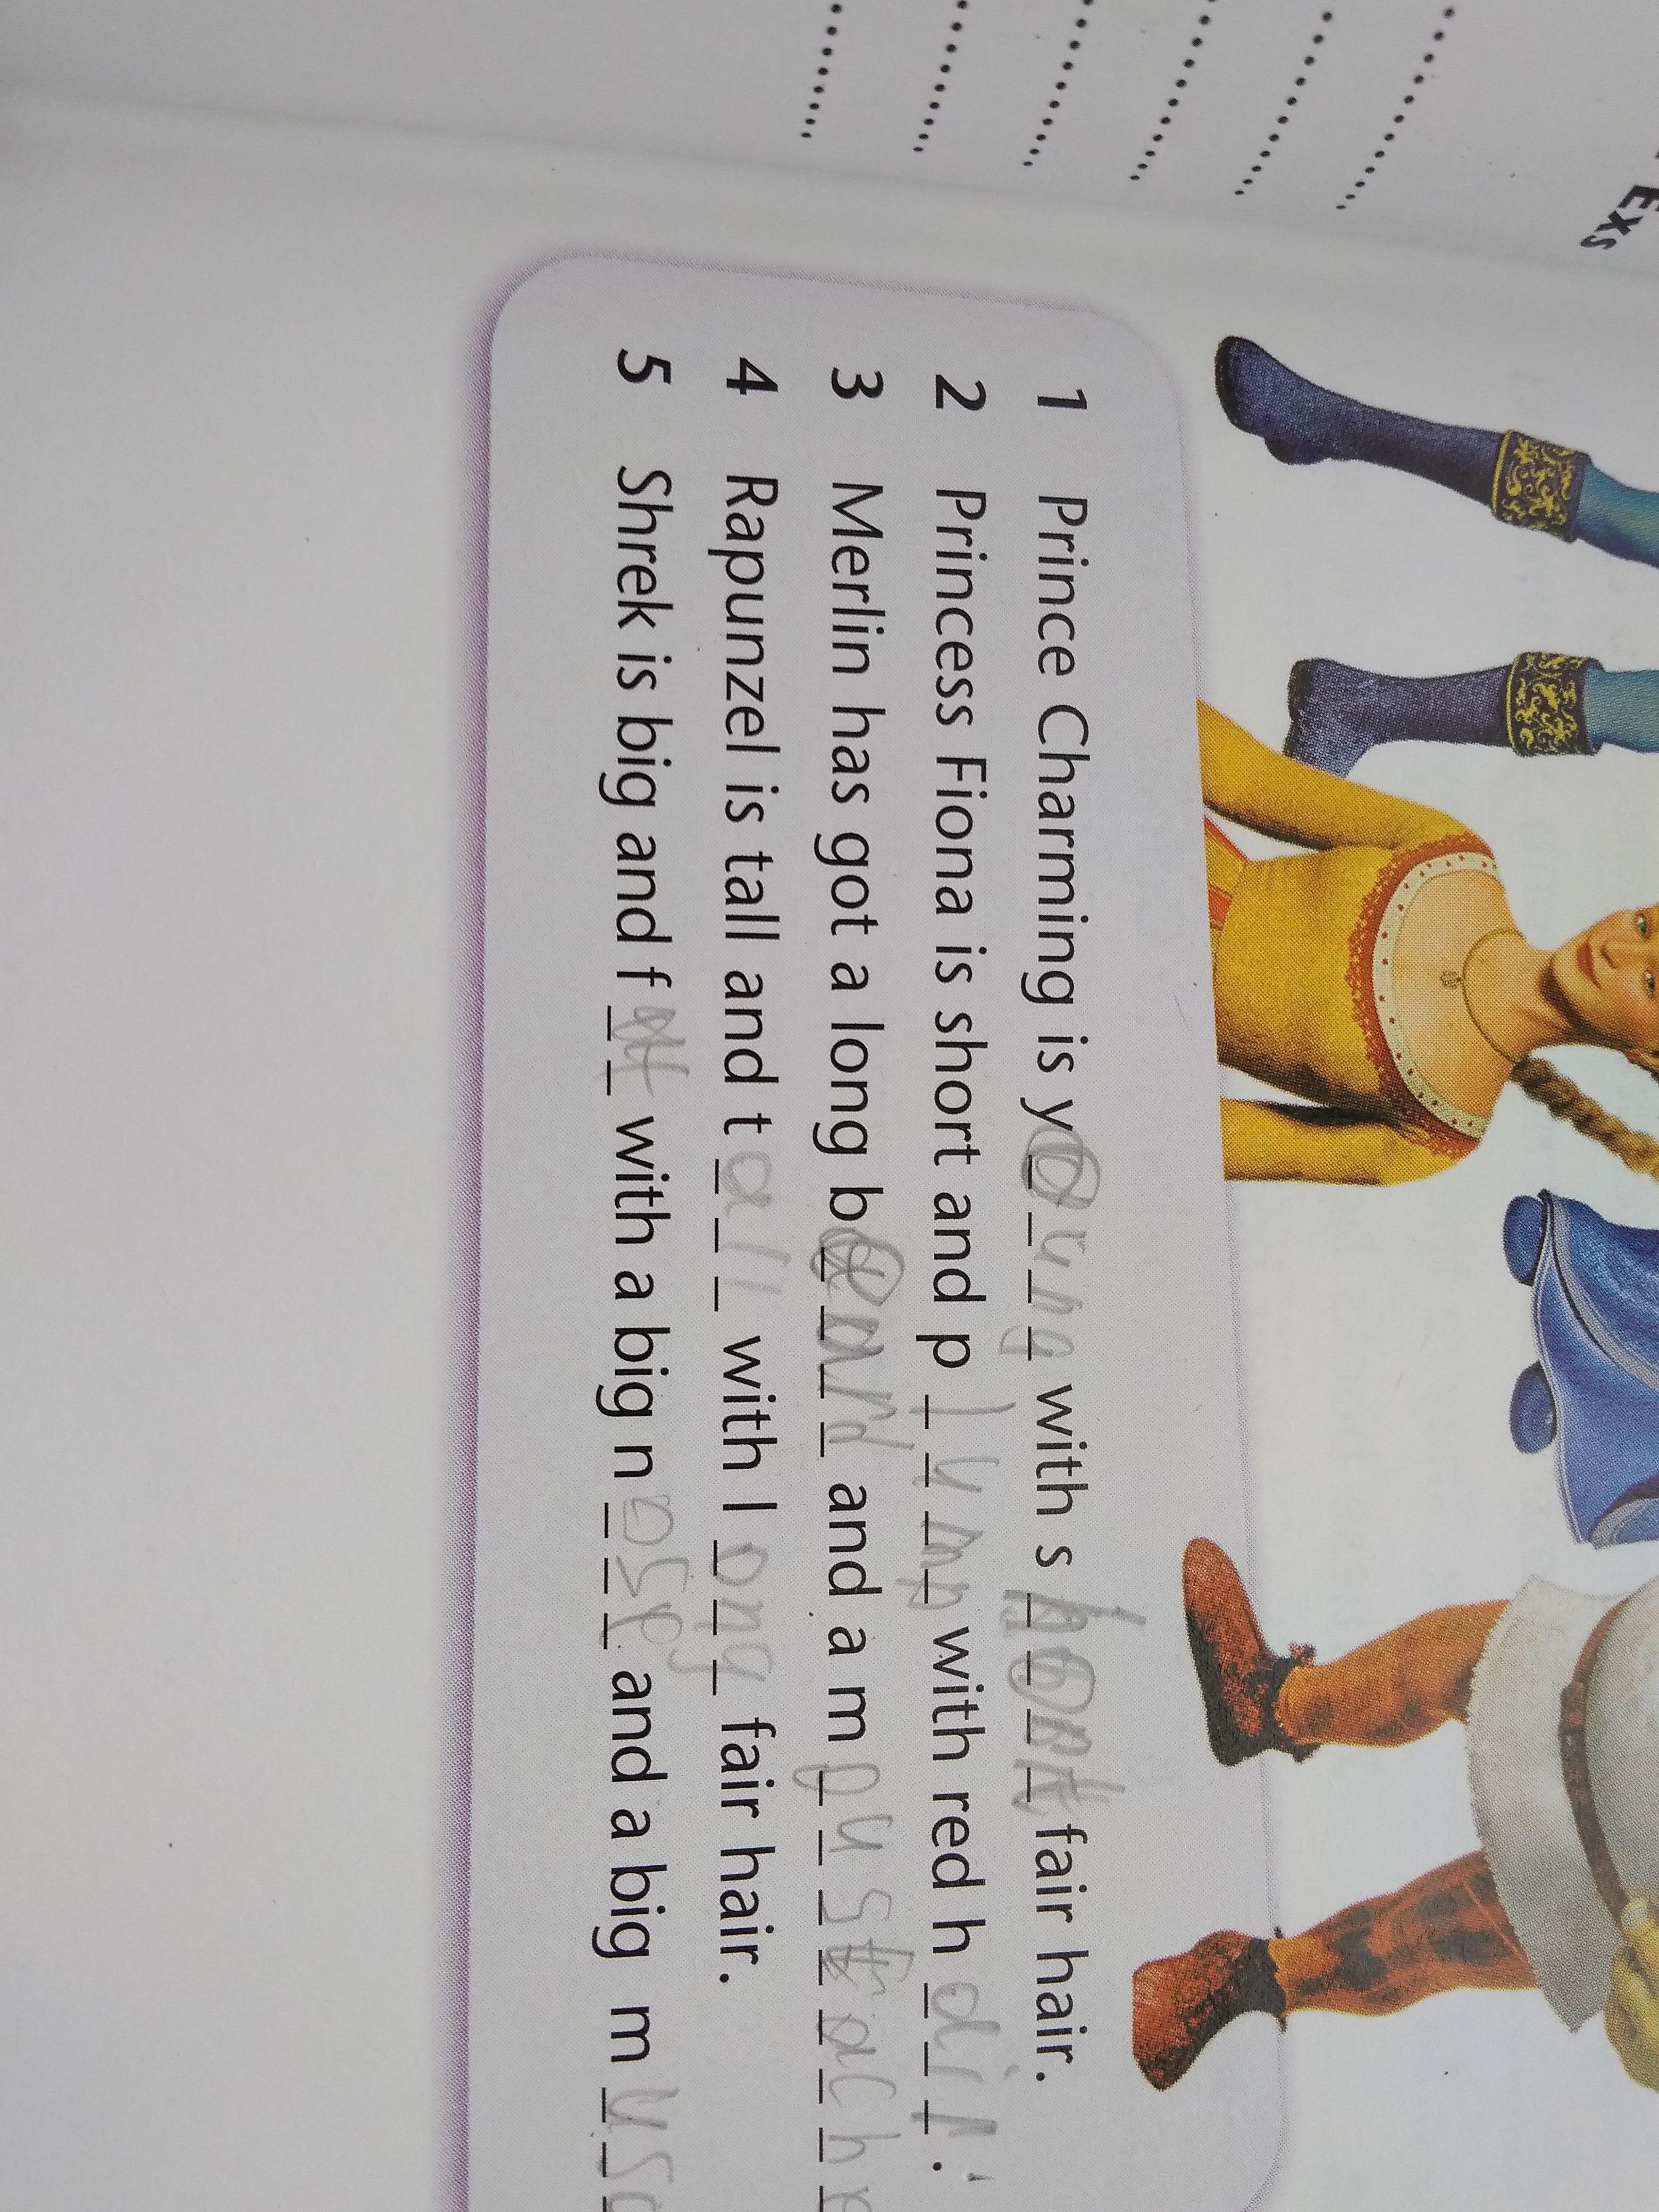 Exs
1 Prince Charming is young with short fair hair.
2 Princess Fiona is short and plump with red hair.
3 Merlin has got a long beard and a moustache
4 Rapunzel is tall and tall with long fair hair.
5 Shrek is big and fat with a big nose and a big musc